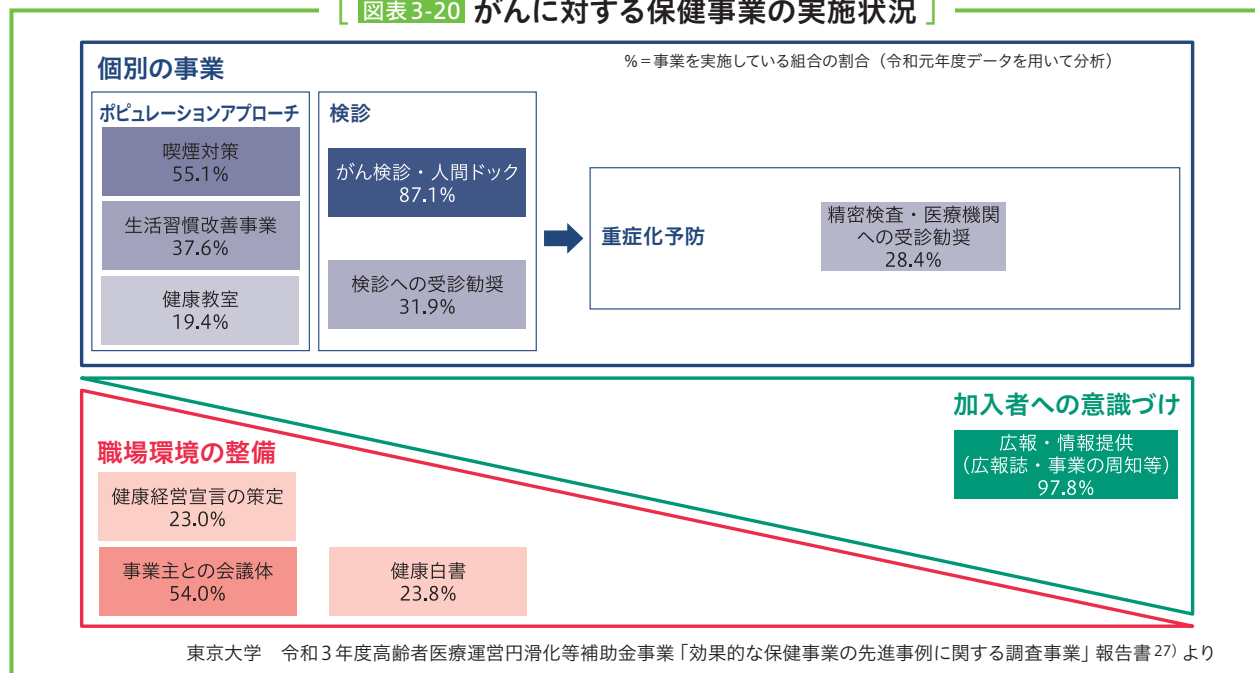 図表3-20 がんに対する保健事業の実施状況
個別の事業
%=事業を実施している組合の割合（令和元年度データを用いて分析）
ポピュレーションアプローチ
喫煙対策
55.1%
生活習慣改善事業
37.6%
健康教室
19.4%
検診
がん検診・人間ドック
87.1%
検診への受診勧奨
31.9%
重症化予防
精密検査・医療機関
への受診勧奨
28.4%
加入者への意識づけ
広報・情報提供
（広報誌・事業の周知等）
97.8%
職場環境の整備
健康経営宣言の策定
23.0%
事業主との会議体
54.0%
健康白書
23.8%
東京大学　令和3年度高齢者医療運営円滑化等補助金事業「効果的な保健事業の先進事例に関する調査事業」報告書27）より